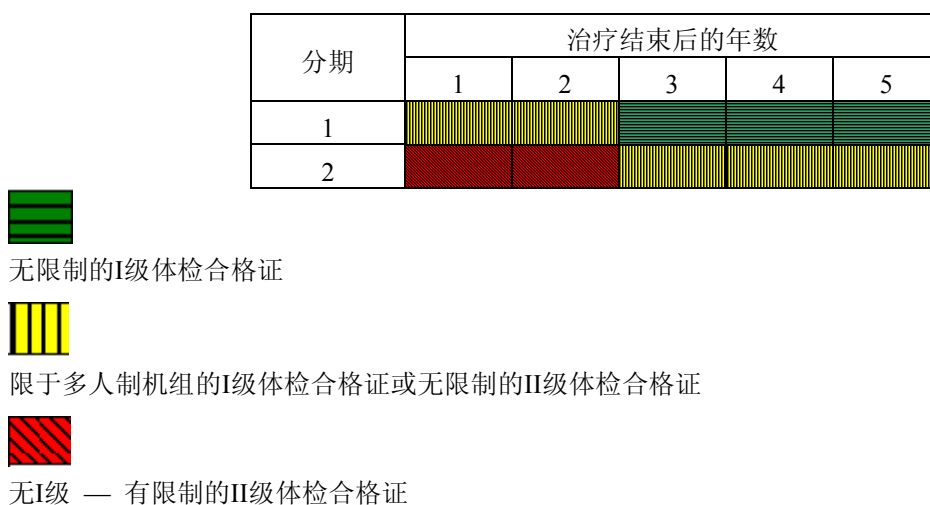 分期
治疗结束后的年数
1 2 3 4 5
1
2
无限制的I级体检合格证
限于多人制机组的I级体检合格证或无限制的II级体检合格证
无I级 — 有限制的II级体检合格证